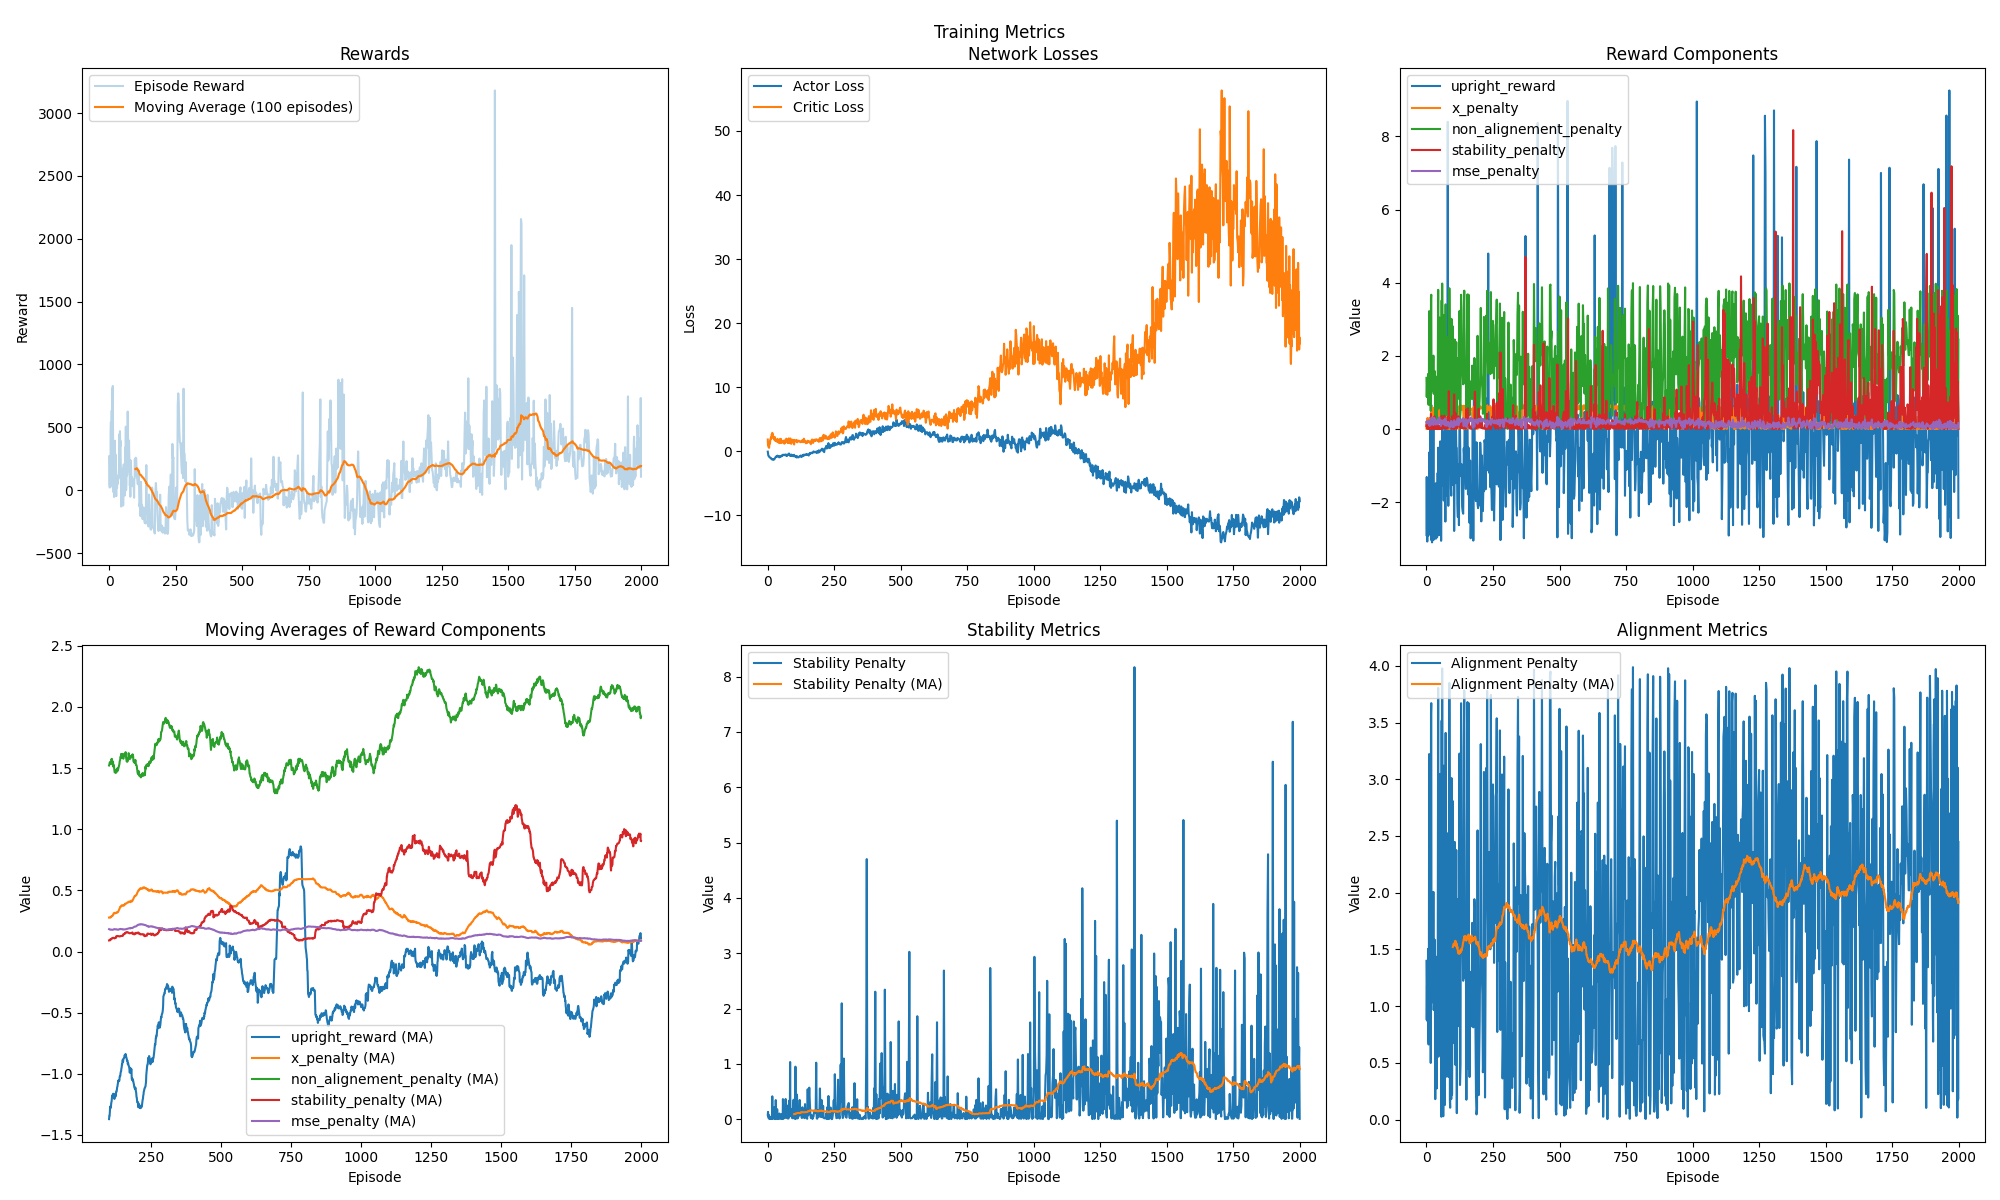 Training Metrics
Rewards
Episode Reward
Moving Average (100 episodes)
3000
2500
2000
1500
1000
500
0
−500
Reward
0 250 500 750 1000 1250 1500 1750 2000
Episode
Network Losses
Actor Loss
Critic Loss
50
40
30
20
10
0
−10
Loss
0 250 500 750 1000 1250 1500 1750 2000
Episode
Reward Components
upright_reward
x_penalty
non_alignement_penalty
stability_penalty
mse_penalty
8
6
4
2
0
−2
Value
0 250 500 750 1000 1250 1500 1750 2000
Episode
Moving Averages of Reward Components
2.5
2.0
1.5
1.0
0.5
0.0
−0.5
−1.0
−1.5
Value
upright_reward (MA)
x_penalty (MA)
non_alignement_penalty (MA)
stability_penalty (MA)
mse_penalty (MA)
250 500 750 1000 1250 1500 1750 2000
Episode
Stability Metrics
Stability Penalty
Stability Penalty (MA)
8
7
6
5
4
3
2
1
0
Value
0 250 500 750 1000 1250 1500 1750 2000
Episode
Alignment Metrics
Alignment Penalty
Alignment Penalty (MA)
4.0
3.5
3.0
2.5
2.0
1.5
1.0
0.5
0.0
Value
0 250 500 750 1000 1250 1500 1750 2000
Episode